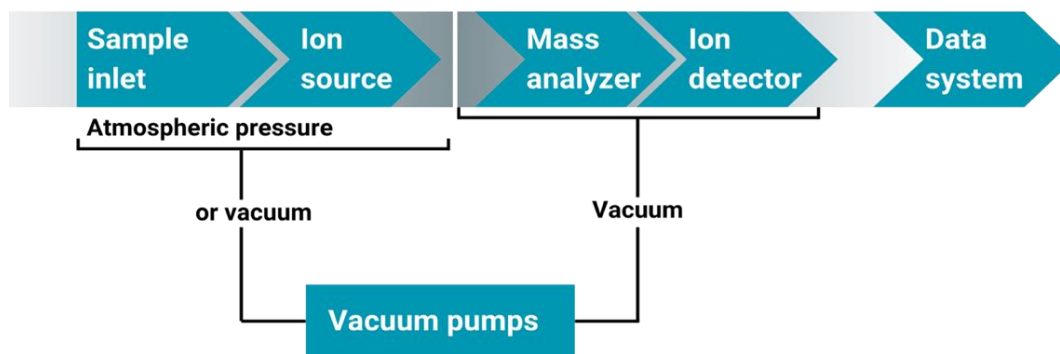 Sample
inlet
Ion
source
Mass
analyzer
Ion
detector
Data
system
Atmospheric pressure
or vacuum
Vacuum
Vacuum pumps